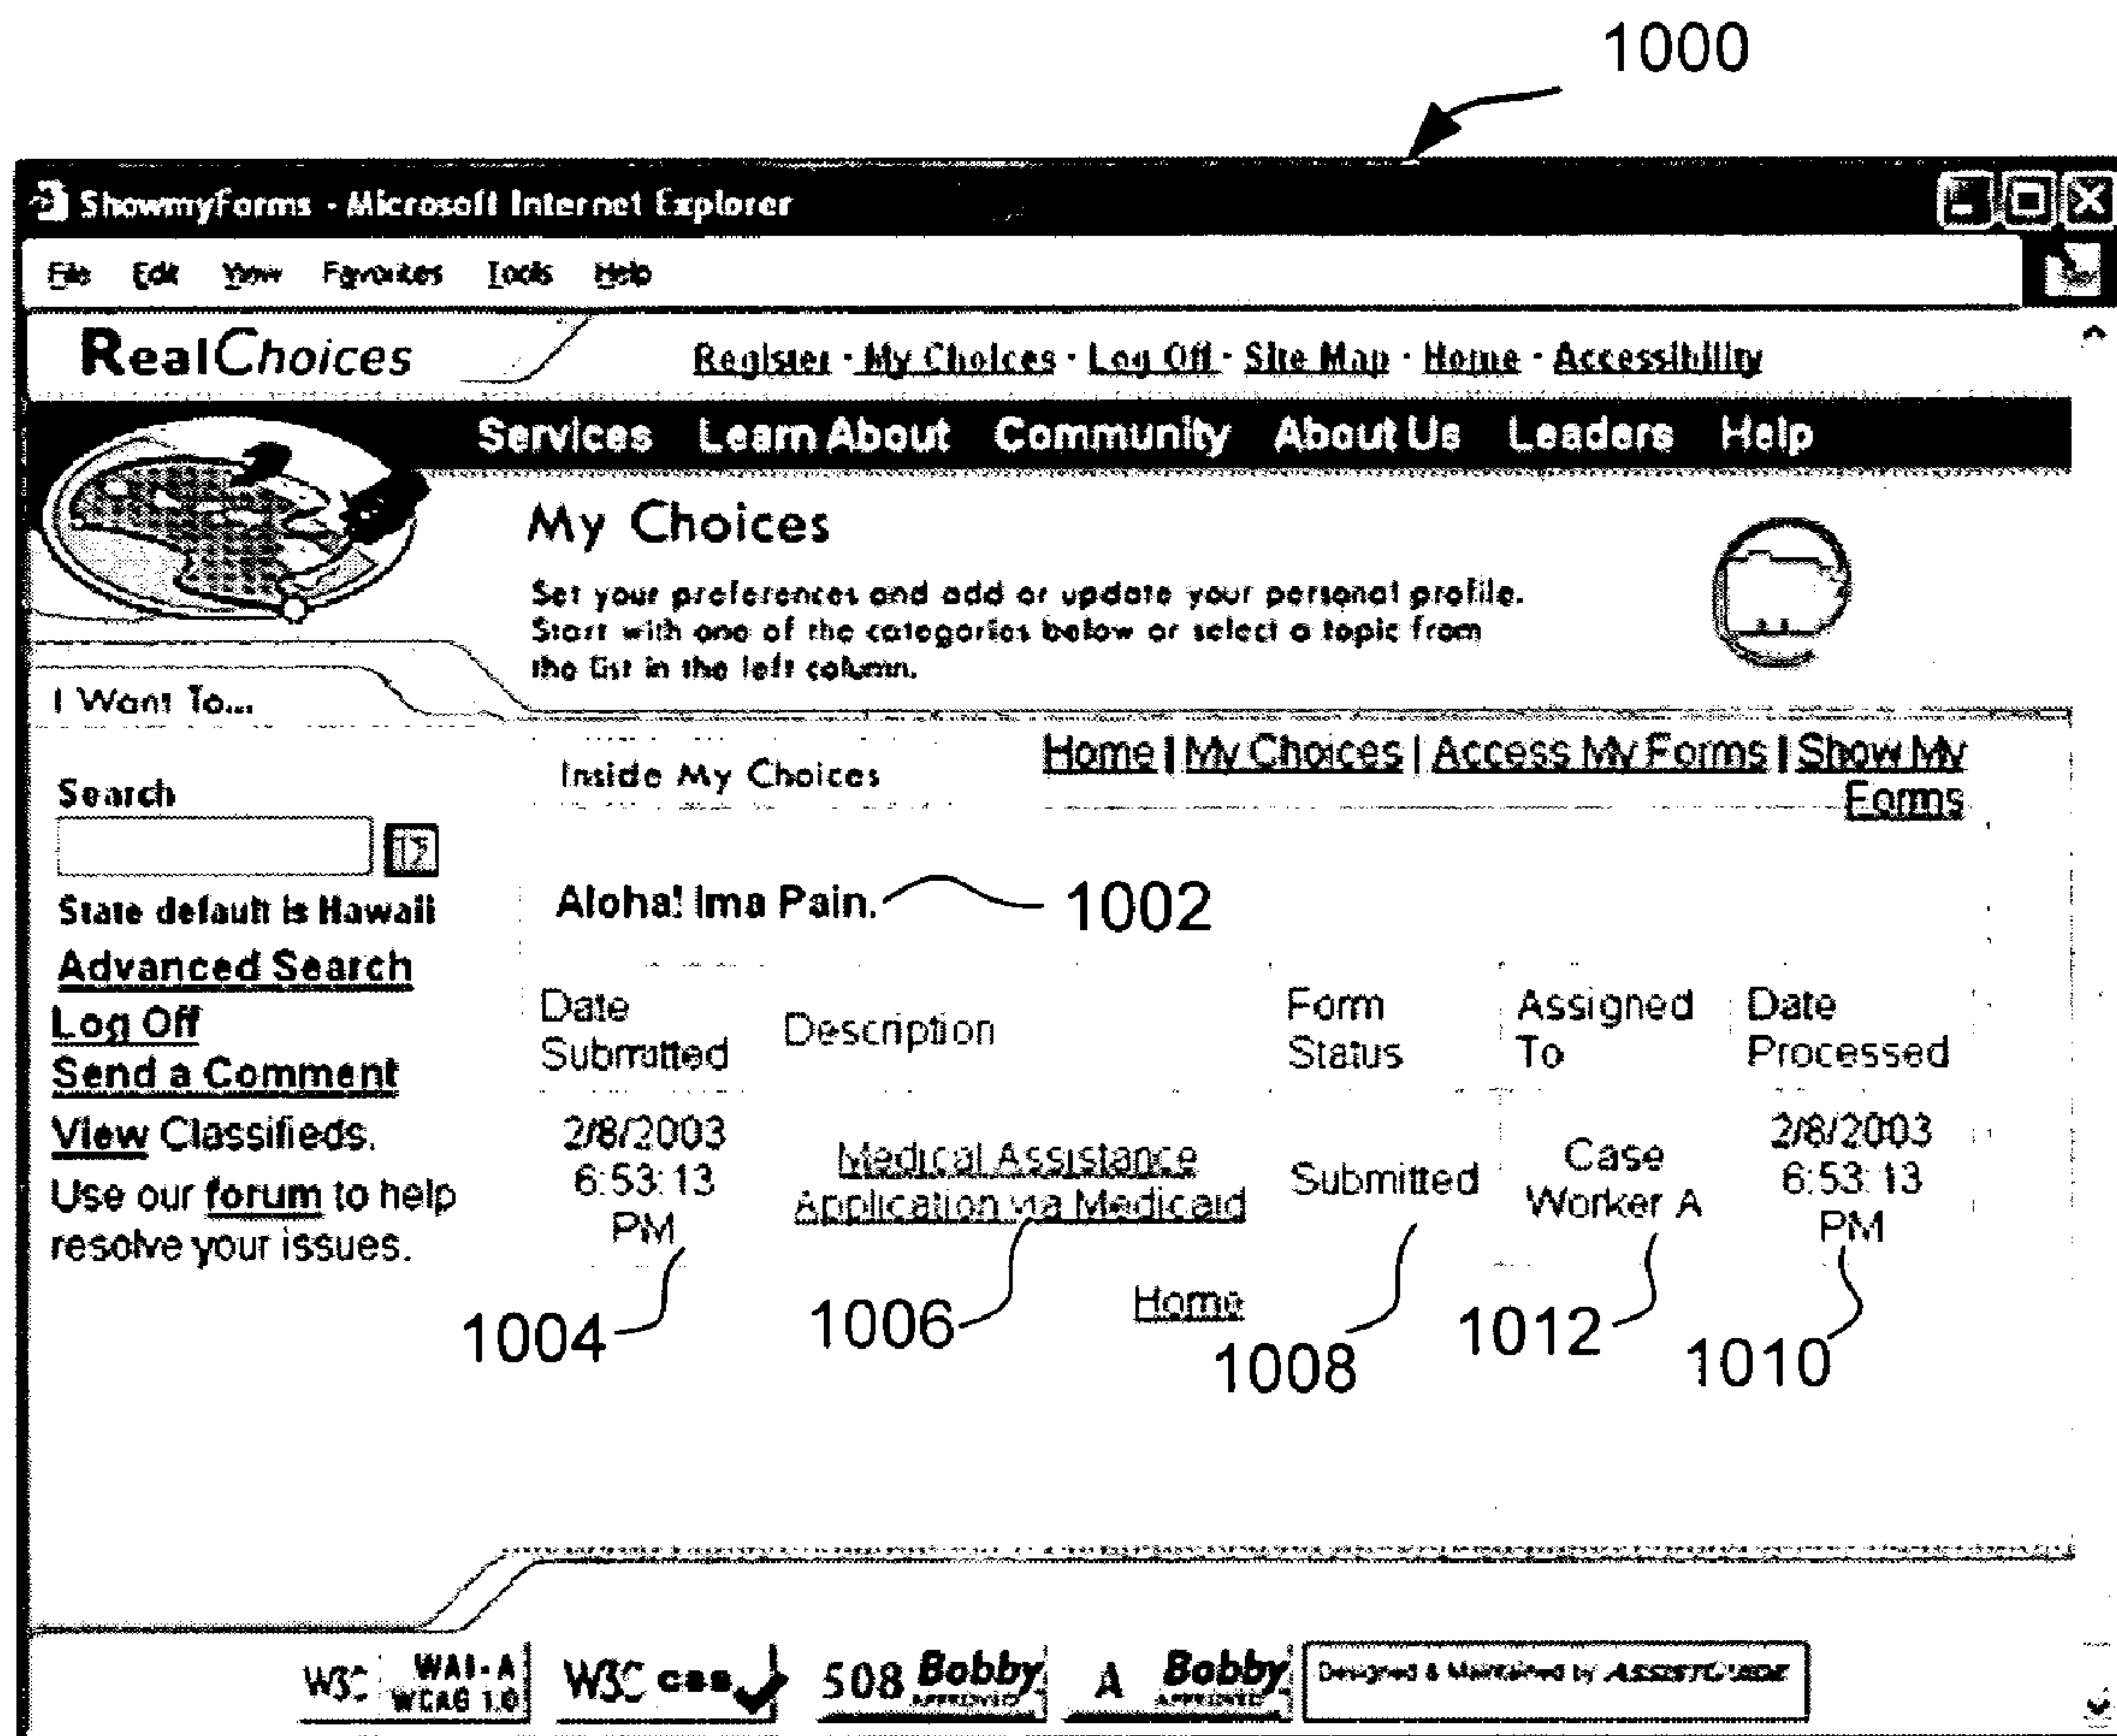 1000
ShowmyForms - Microsoft Internet Explorer
File Edit View Favorites Tools Help
RealChoices
Register · My Choices · Log Off · Site Map · Home · Accessibility
Services Learn About Community About Us Leaders Help
My Choices
Set your preferences and add or update your personal profile.
Start with one of the categories below or select a topic from
the list in the left column.
I Want To...
Home | My Choices | Access My Forms | Show My
Forms
Inside My Choices
Search
State default is Hawaii
Advanced Search
Log Off
Send a Comment
View Classifieds.
Use our forum to help
resolve your issues.
Aloha! Ima Pain.
1002
Date
Submitted
Description
Form
Status
Assigned
To
Date
Processed
2/8/2003
6:53:13
PM
Medical Assistance
Application via Medicaid
Submitted
Case
Worker A
2/8/2003
6:53:13
PM
Home
1004
1006
1008
1012
1010
W3C WAI-A
WCAG 1.0
W3C css
508 Bobby
APPROVED
A Bobby
APPROVED
Designed & Maintained by ASSISTGUIDE